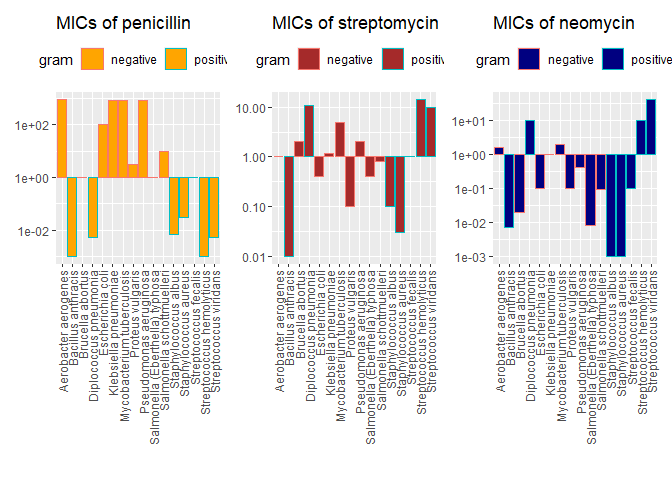 MICs of penicillin
gram negative positiv
1e+02
1e+00
1e-02
Aerobacter aerogenes
Bacillus anthracis
Brucella abortus
Diplococcus pneumonia
Escherichia coli
Klebsiella pneumoniae
Mycobacterium tuberculosis
Proteus vulgaris
Pseudomonas aeruginosa
Salmonella (Eberthella) typhosa
Salmonella schottmuelleri
Staphylococcus albus
Staphylococcus aureus
Streptococcus fecalis
Streptococcus hemolyticus
Streptococcus viridans
MICs of streptomycin
gram negative positiv
10.00
1.00
0.10
0.01
Aerobacter aerogenes
Bacillus anthracis
Brucella abortus
Diplococcus pneumonia
Escherichia coli
Klebsiella pneumoniae
Mycobacterium tuberculosis
Proteus vulgaris
Pseudomonas aeruginosa
Salmonella (Eberthella) typhosa
Salmonella schottmuelleri
Staphylococcus albus
Staphylococcus aureus
Streptococcus fecalis
Streptococcus hemolyticus
Streptococcus viridans
MICs of neomycin
gram negative positiv
1e+01
1e+00
1e-01
1e-02
1e-03
Aerobacter aerogenes
Bacillus anthracis
Brucella abortus
Diplococcus pneumonia
Escherichia coli
Klebsiella pneumoniae
Mycobacterium tuberculosis
Proteus vulgaris
Pseudomonas aeruginosa
Salmonella (Eberthella) typhosa
Salmonella schottmuelleri
Staphylococcus albus
Staphylococcus aureus
Streptococcus fecalis
Streptococcus hemolyticus
Streptococcus viridans